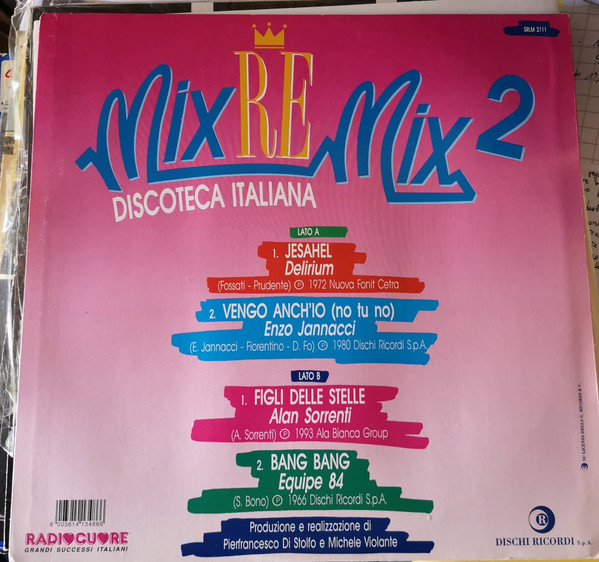 SRLM 2111
Mix RE Mix 2
DISCOTECA ITALIANA
LATO A
1. JESAHEL
Delirium
(Fossati - Prudente) Ⓟ 1972 Nuova Fonit Cetra
2. VENGO ANCH'IO (no tu no)
Enzo Jannacci
(E. Jannacci - Fiorentino - D. Fo) Ⓟ 1980 Dischi Ricordi S.p.A.
LATO B
1. FIGLI DELLE STELLE
Alan Sorrenti
(A. Sorrenti) Ⓟ 1993 Ala Bianca Group
2. BANG BANG
Equipe 84
(S. Bono) Ⓟ 1966 Dischi Ricordi S.p.A.
Produzione e realizzazione di
Pierfrancesco Di Stolfo e Michele Violante
8 003614 154866
RADIOCUORE
GRANDI SUCCESSI ITALIANI
R
DISCHI RICORDI S.p.A.